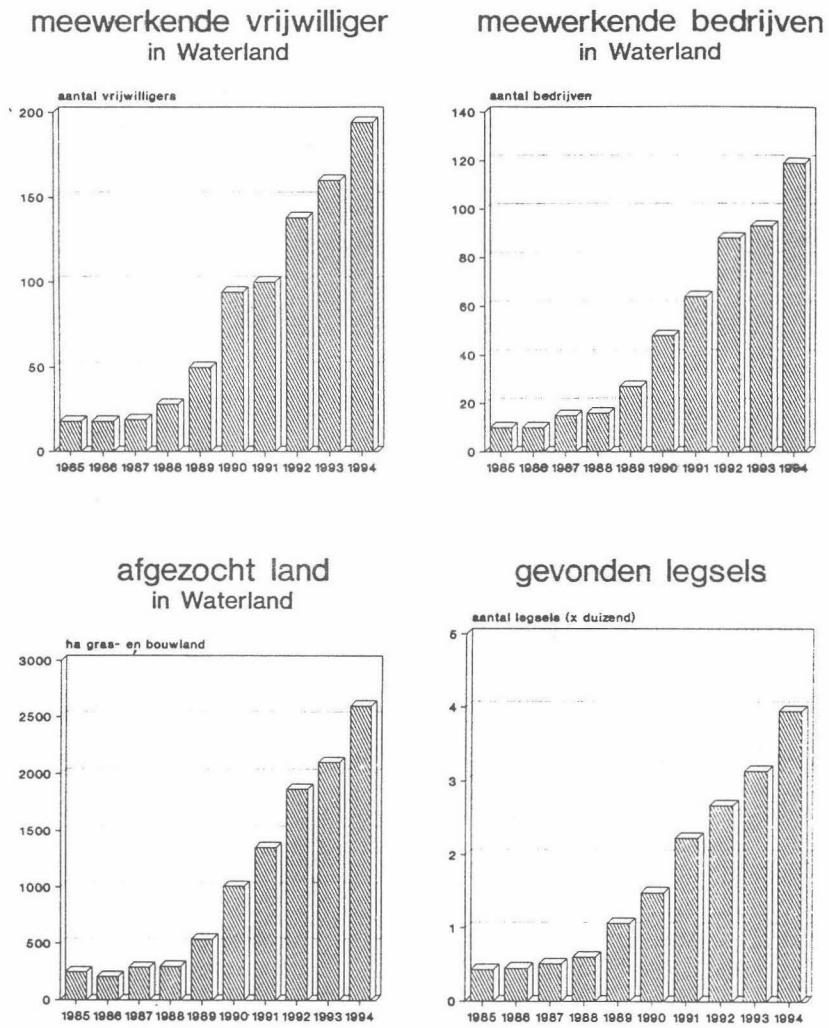 meewerkende vrijwilliger
in Waterland
aantal vrijwilligers
200
150
100
50
0
1985 1986 1987 1988 1989 1990 1991 1992 1993 1994
meewerkende bedrijven
in Waterland
aantal bedrijven
140
120
100
80
60
40
20
0
1985 1986 1987 1988 1989 1990 1991 1992 1993 1994
afgezocht land
in Waterland
ha gras- en bouwland
3000
2500
2000
1500
1000
500
0
1985 1986 1987 1988 1989 1990 1991 1992 1993 1994
gevonden legsels
aantal legsels (x duizend)
5
4
3
2
1
0
1985 1986 1987 1988 1989 1990 1991 1992 1993 1994